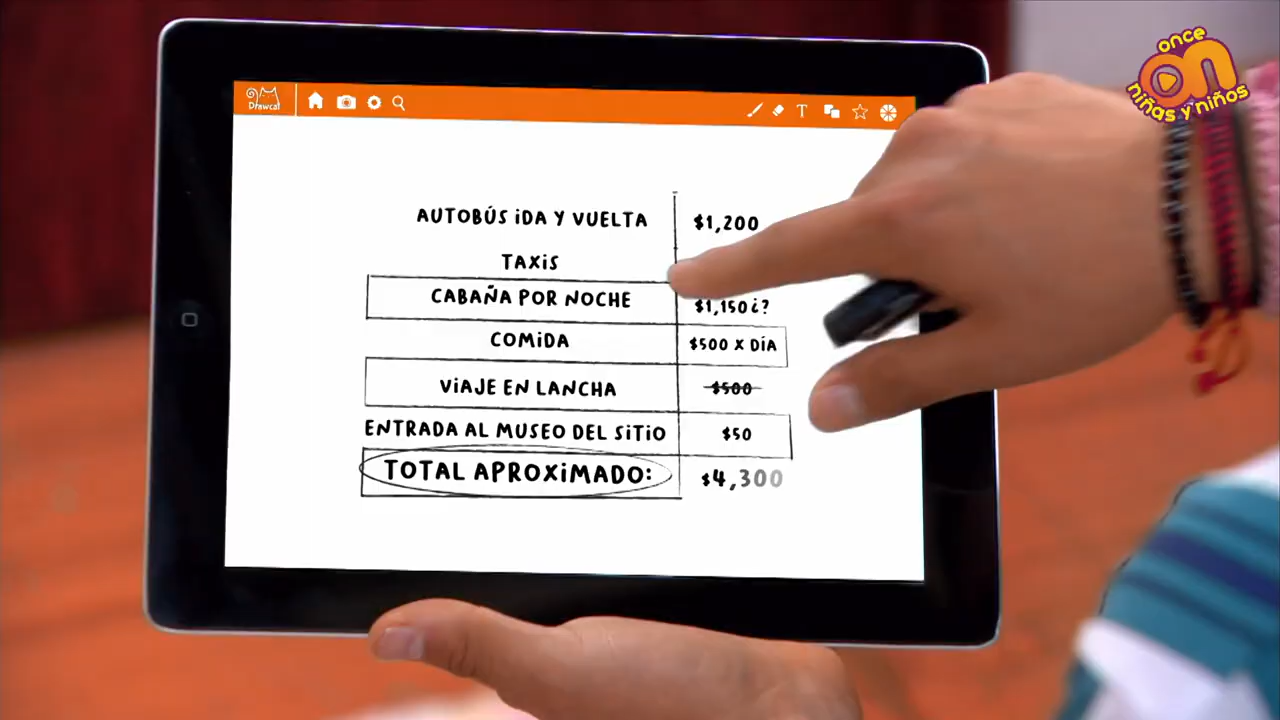 once
niñas y niños
Drawcat
T
AUTOBÚS iDA Y VUELTA $1,200
TAXiS
CABAÑA POR NOCHE $1,150¿?
COMiDA $500 X DÍA
ViAJE EN LANCHA $500
ENTRADA AL MUSEO DEL SiTiO $50
TOTAL APROXiMADO: $4,300